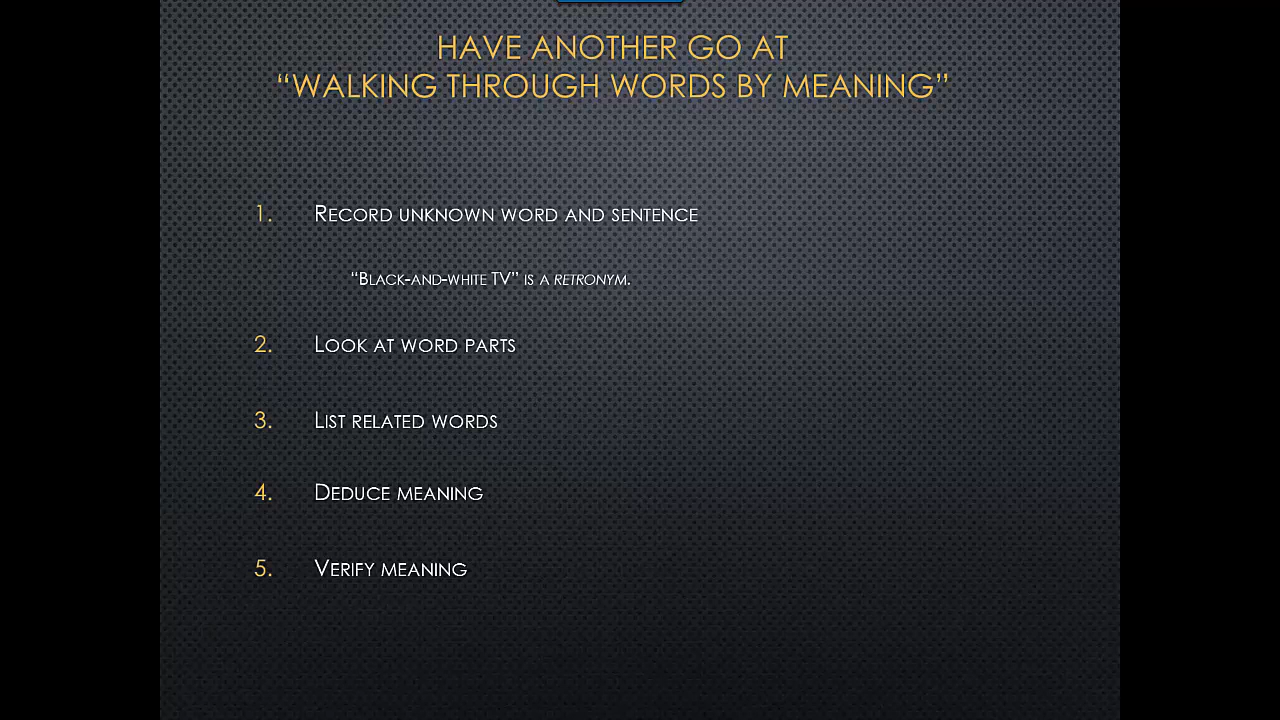 HAVE ANOTHER GO AT
“WALKING THROUGH WORDS BY MEANING”
1. RECORD UNKNOWN WORD AND SENTENCE
“BLACK-AND-WHITE TV” IS A RETRONYM.
2. LOOK AT WORD PARTS
3. LIST RELATED WORDS
4. DEDUCE MEANING
5. VERIFY MEANING